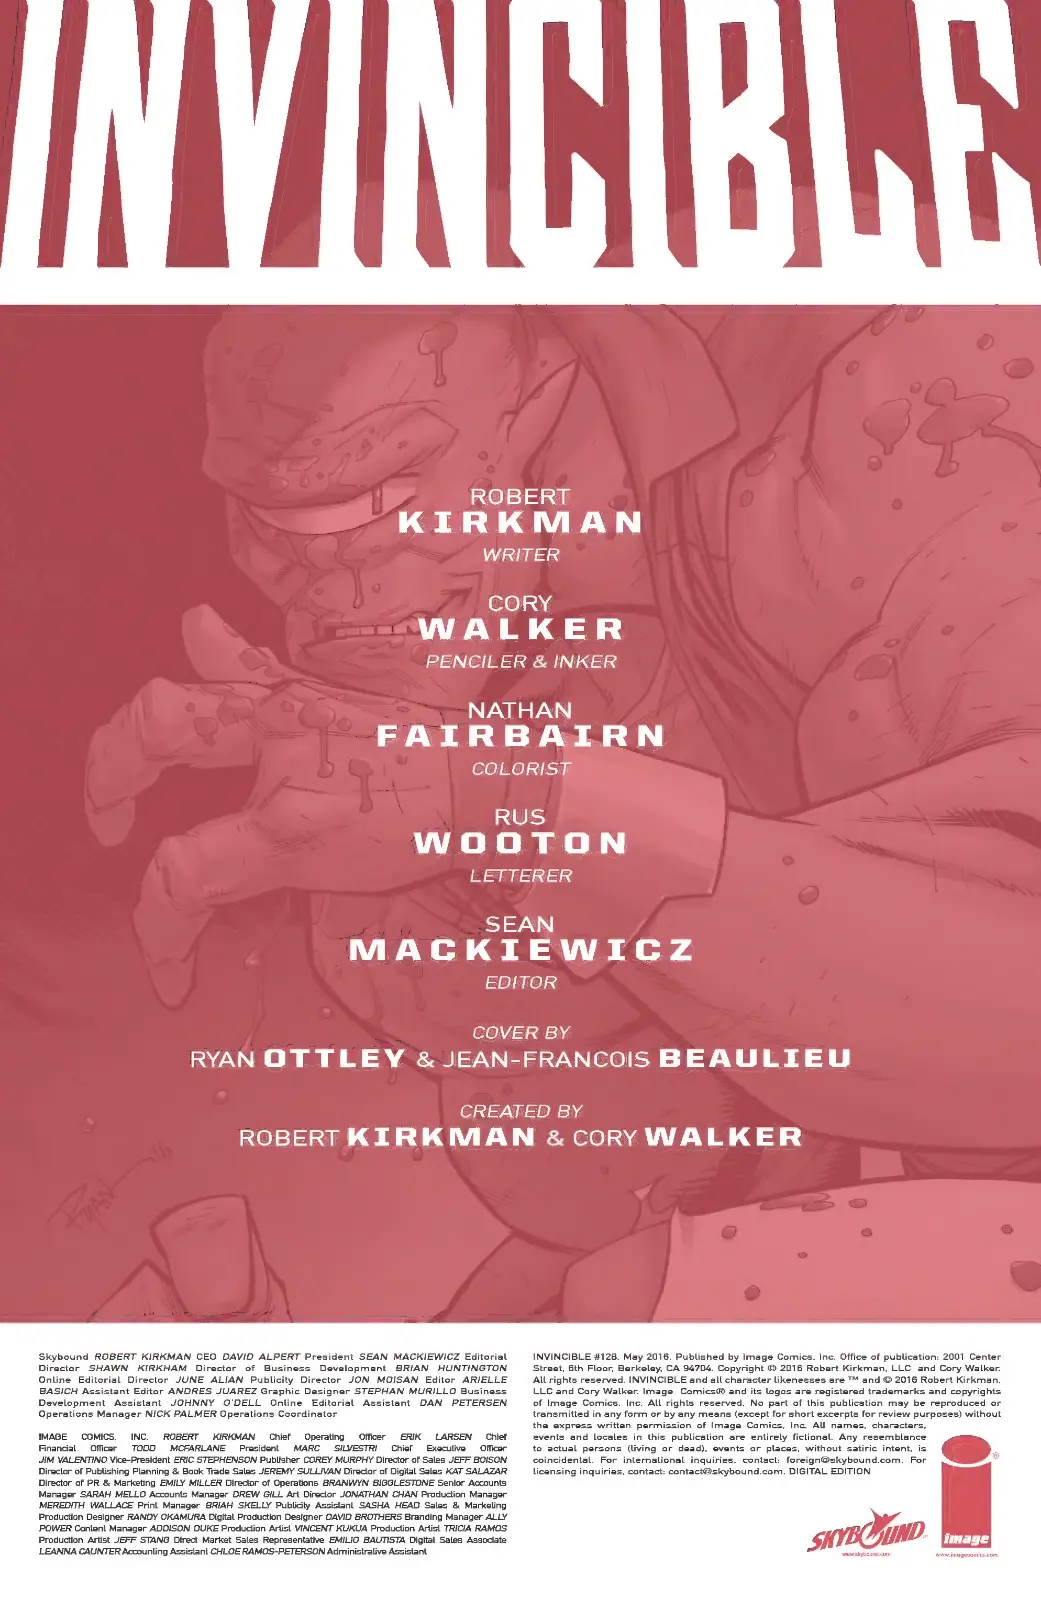 INVINCIBLE
ROBERT
KIRKMAN
WRITER
CORY
WALKER
PENCILER & INKER
NATHAN
FAIRBAIRN
COLORIST
RUS
WOOTON
LETTERER
SEAN
MACKIEWICZ
EDITOR
COVER BY
RYAN OTTLEY & JEAN-FRANCOIS BEAULIEU
CREATED BY
ROBERT KIRKMAN & CORY WALKER
Skybound ROBERT KIRKMAN CEO DAVID ALPERT President SEAN MACKIEWICZ Editorial
Director SHAWN KIRKHAM Director of Business Development BRIAN HUNTINGTON
Online Editorial Director JUNE ALIAN Publicity Director JON MOISAN Editor ARIELLE
BASICH Assistant Editor ANDRES JUAREZ Graphic Designer STEPHAN MURILLO Business
Development Assistant JOHNNY O'DELL Online Editorial Assistant DAN PETERSEN
Operations Manager NICK PALMER Operations Coordinator
IMAGE COMICS, INC. ROBERT KIRKMAN Chief Operating Officer ERIK LARSEN Chief
Financial Officer TODD MCFARLANE President MARC SILVESTRI Chief Executive Officer
JIM VALENTINO Vice-President ERIC STEPHENSON Publisher COREY MURPHY Director of Sales JEFF BOISON
Director of Publishing Planning & Book Trade Sales JEREMY SULLIVAN Director of Digital Sales KAT SALAZAR
Director of PR & Marketing EMILY MILLER Director of Operations BRANWYN BIGGLESTONE Senior Accounts
Manager SARAH MELLO Accounts Manager DREW GILL Art Director JONATHAN CHAN Production Manager
MEREDITH WALLACE Print Manager BRIAH SKELLY Publicity Assistant SASHA HEAD Sales & Marketing
Production Designer RANDY OKAMURA Digital Production Designer DAVID BROTHERS Branding Manager ALLY
POWER Content Manager ADDISON DUKE Production Artist VINCENT KUKUA Production Artist TRICIA RAMOS
Production Artist JEFF STANG Direct Market Sales Representative EMILIO BAUTISTA Digital Sales Associate
LEANNA CAUNTER Accounting Assistant CHLOE RAMOS-PETERSON Administrative Assistant
INVINCIBLE #128. May 2016. Published by Image Comics, Inc. Office of publication: 2001 Center
Street, 6th Floor, Berkeley, CA 94704. Copyright © 2016 Robert Kirkman, LLC and Cory Walker.
All rights reserved. INVINCIBLE and all character likenesses are ™ and © 2016 Robert Kirkman,
LLC and Cory Walker. Image Comics® and its logos are registered trademarks and copyrights
of Image Comics, Inc. All rights reserved. No part of this publication may be reproduced or
transmitted in any form or by any means (except for short excerpts for review purposes) without
the express written permission of Image Comics, Inc. All names, characters,
events and locales in this publication are entirely fictional. Any resemblance
to actual persons (living or dead), events or places, without satiric intent, is
coincidental. For international inquiries, contact: foreign@skybound.com. For
licensing inquiries, contact: contact@skybound.com. DIGITAL EDITION
SKYBOUND
www.skybound.com
image
www.imagecomics.com